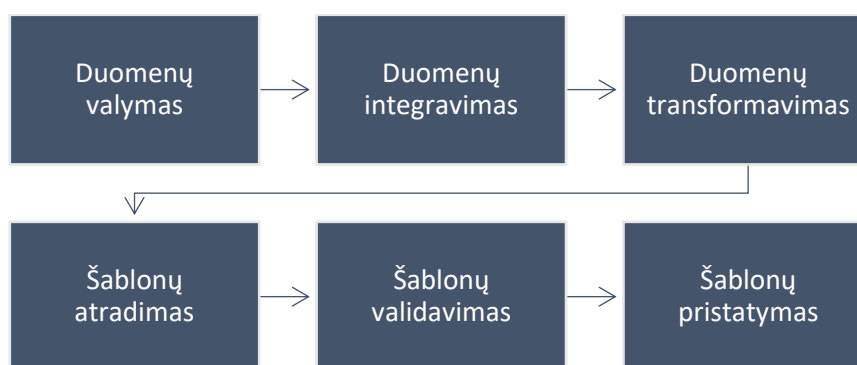 Duomenų
valymas
Duomenų
integravimas
Duomenų
transformavimas
Šablonų
atradimas
Šablonų
validavimas
Šablonų
pristatymas